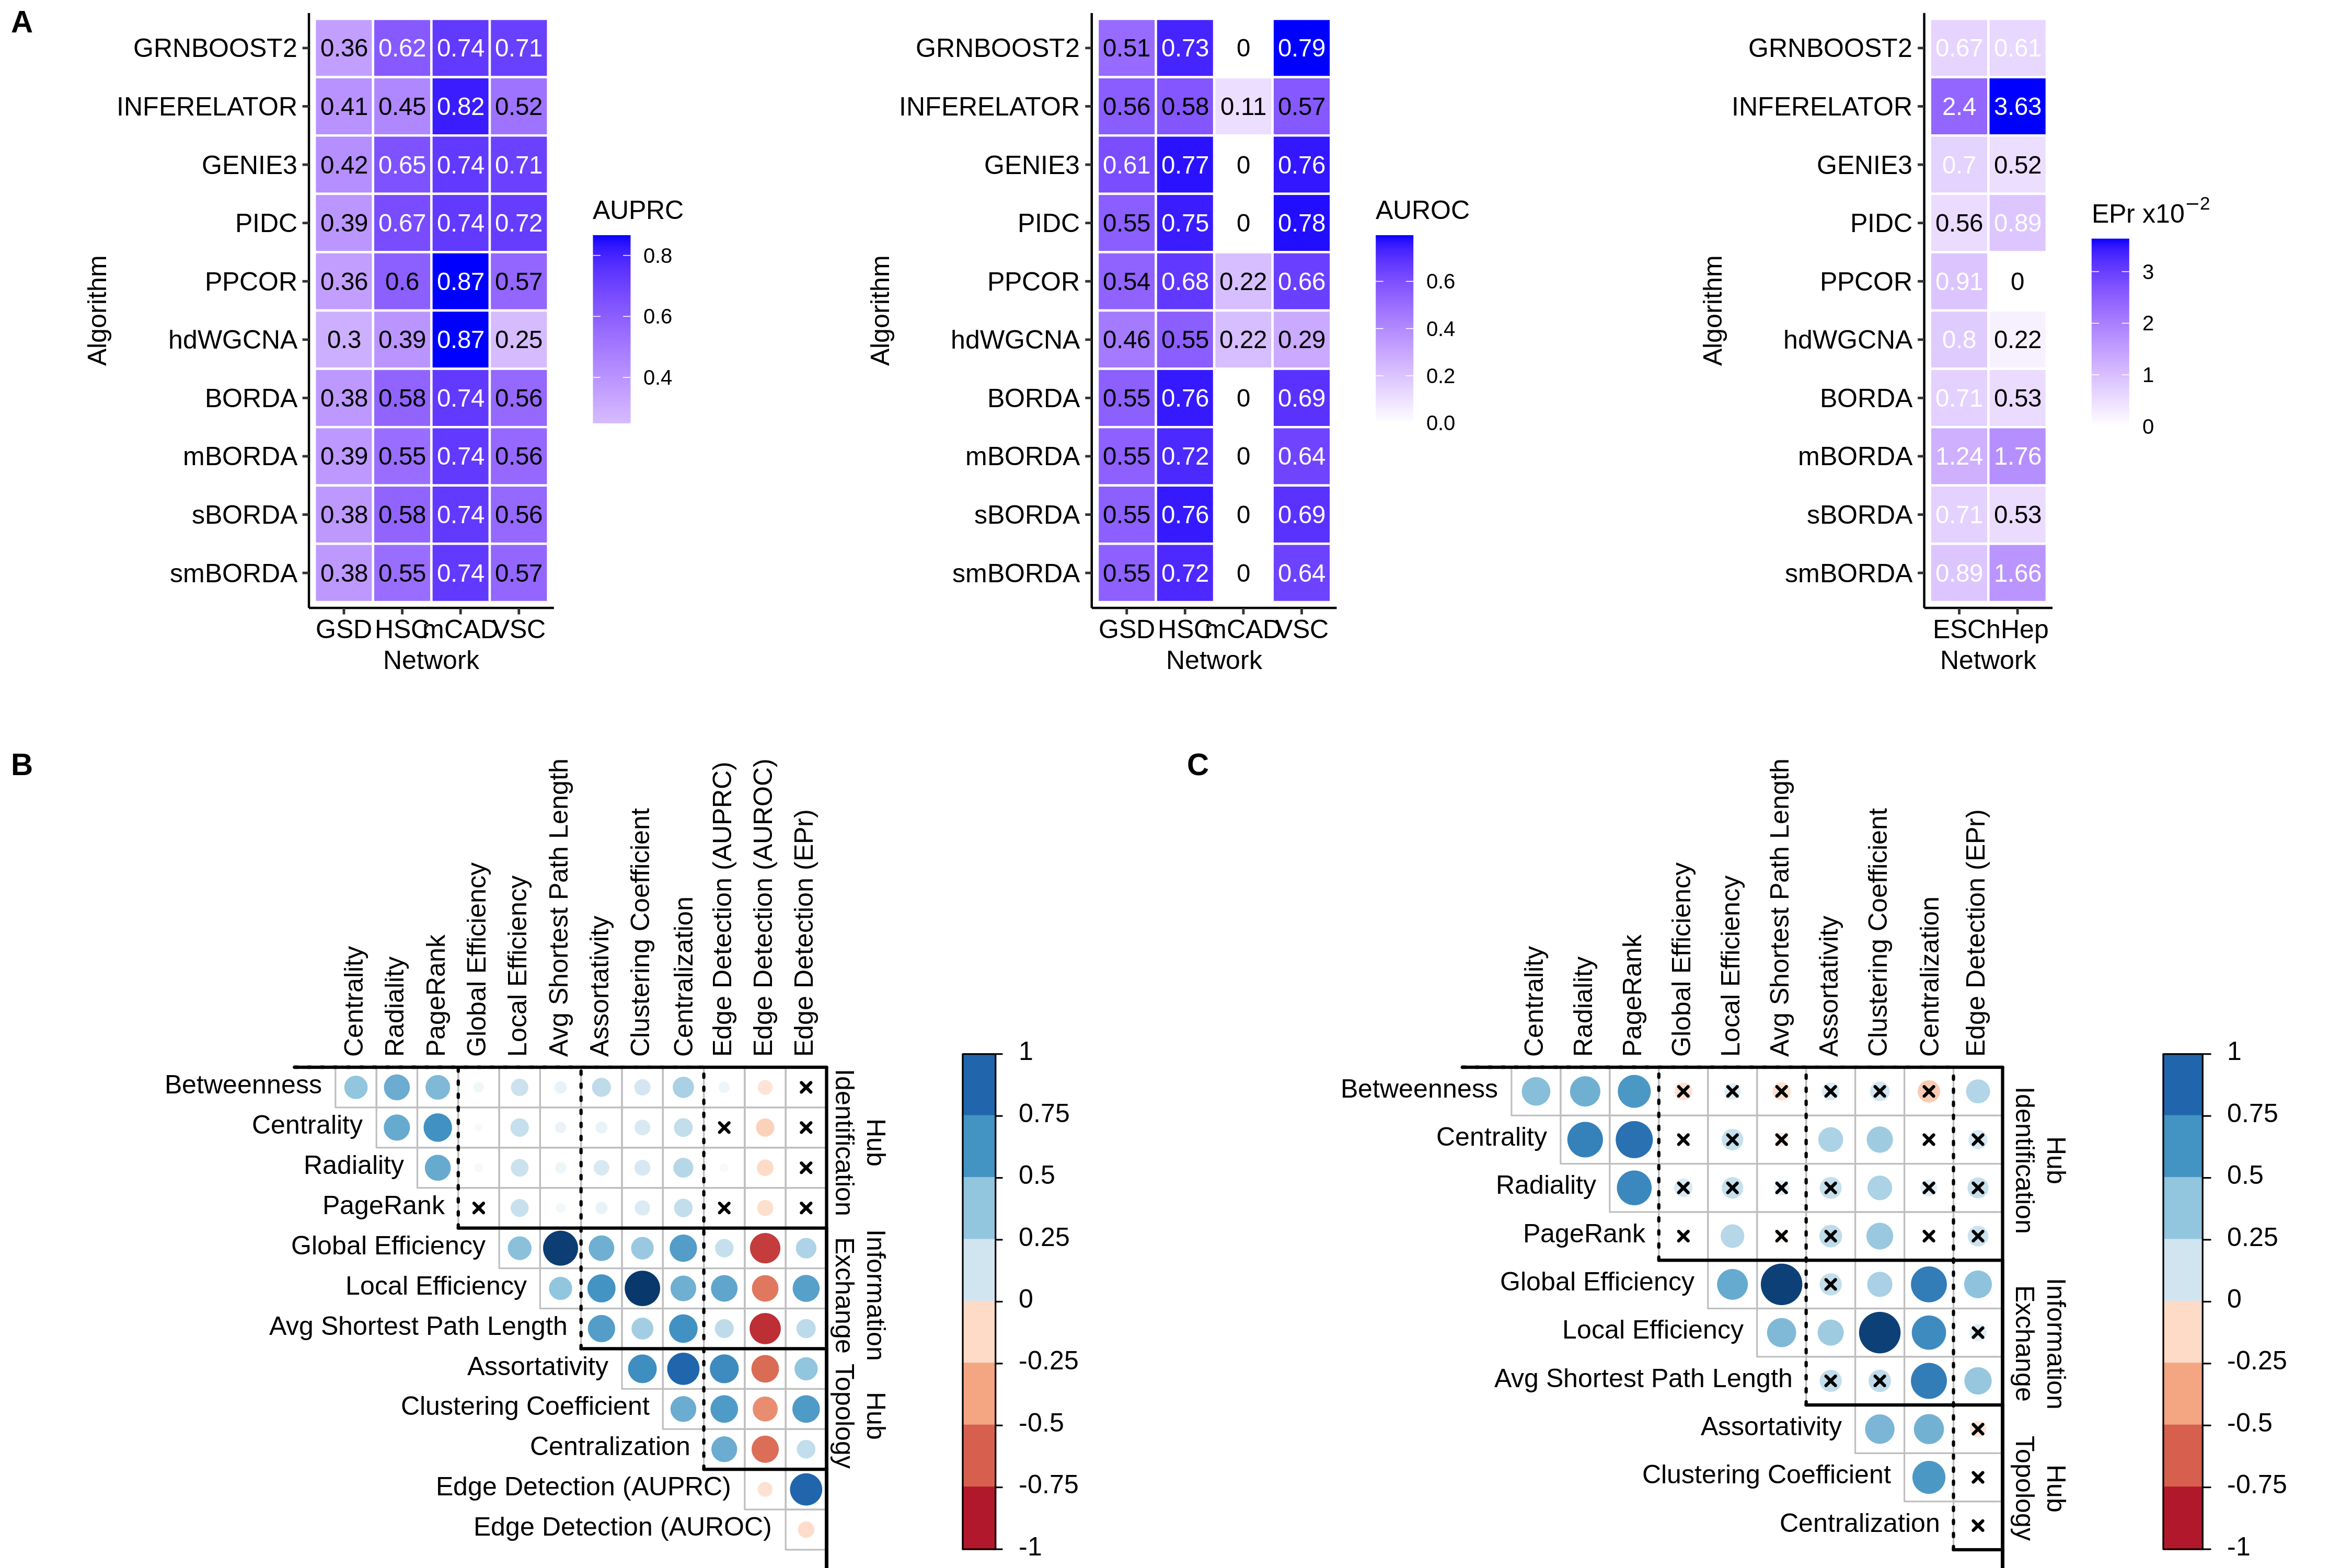 A
GRNBOOST2 0.36 0.62 0.74 0.71
INFERELATOR 0.41 0.45 0.82 0.52
GENIE3 0.42 0.65 0.74 0.71
PIDC 0.39 0.67 0.74 0.72
PPCOR 0.36 0.6 0.87 0.57
hdWGCNA 0.3 0.39 0.87 0.25
BORDA 0.38 0.58 0.74 0.56
mBORDA 0.39 0.55 0.74 0.56
sBORDA 0.38 0.58 0.74 0.56
smBORDA 0.38 0.55 0.74 0.57
GSD HSC mCAD VSC
Network
Algorithm
AUPRC
0.8
0.6
0.4
GRNBOOST2 0.51 0.73 0 0.79
INFERELATOR 0.56 0.58 0.11 0.57
GENIE3 0.61 0.77 0 0.76
PIDC 0.55 0.75 0 0.78
PPCOR 0.54 0.68 0.22 0.66
hdWGCNA 0.46 0.55 0.22 0.29
BORDA 0.55 0.76 0 0.69
mBORDA 0.55 0.72 0 0.64
sBORDA 0.55 0.76 0 0.69
smBORDA 0.55 0.72 0 0.64
GSD HSC mCAD VSC
Network
Algorithm
AUROC
0.6
0.4
0.2
0.0
GRNBOOST2 0.67 0.61
INFERELATOR 2.4 3.63
GENIE3 0.7 0.52
PIDC 0.56 0.89
PPCOR 0.91 0
hdWGCNA 0.8 0.22
BORDA 0.71 0.53
mBORDA 1.24 1.76
sBORDA 0.71 0.53
smBORDA 0.89 1.66
ESC hHep
Network
Algorithm
EPr x10−2
3
2
1
0
B
Centrality
Radiality
PageRank
Global Efficiency
Local Efficiency
Avg Shortest Path Length
Assortativity
Clustering Coefficient
Centralization
Edge Detection (AUPRC)
Edge Detection (AUROC)
Edge Detection (EPr)
Betweenness
Centrality
Radiality
PageRank
Global Efficiency
Local Efficiency
Avg Shortest Path Length
Assortativity
Clustering Coefficient
Centralization
Edge Detection (AUPRC)
Edge Detection (AUROC)
Hub
Identification
Information
Exchange
Hub
Topology
1
0.75
0.5
0.25
0
-0.25
-0.5
-0.75
-1
C
Centrality
Radiality
PageRank
Global Efficiency
Local Efficiency
Avg Shortest Path Length
Assortativity
Clustering Coefficient
Centralization
Edge Detection (EPr)
Betweenness
Centrality
Radiality
PageRank
Global Efficiency
Local Efficiency
Avg Shortest Path Length
Assortativity
Clustering Coefficient
Centralization
Hub
Identification
Information
Exchange
Hub
Topology
1
0.75
0.5
0.25
0
-0.25
-0.5
-0.75
-1